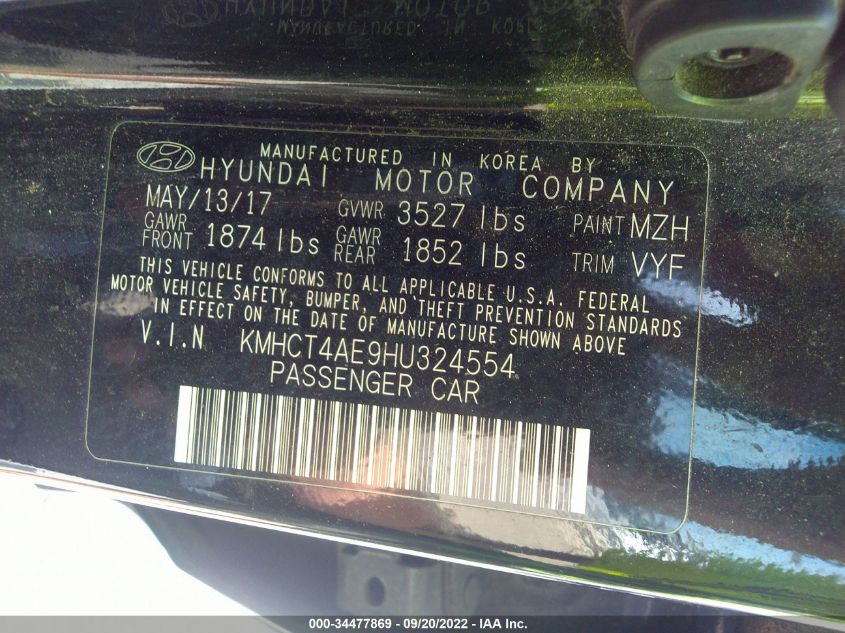 MANUFACTURED IN KOREA BY
HYUNDAI MOTOR COMPANY
MAY/13/17 GVWR 3527 lbs PAINT MZH
GAWR FRONT 1874 lbs GAWR REAR 1852 lbs TRIM VYF
THIS VEHICLE CONFORMS TO ALL APPLICABLE U.S.A. FEDERAL
MOTOR VEHICLE SAFETY, BUMPER, AND THEFT PREVENTION STANDARDS
IN EFFECT ON THE DATE OF MANUFACTURE SHOWN ABOVE
V.I.N KMHCT4AE9HU324554
PASSENGER CAR
000-34477869 - 09/20/2022 - IAA Inc.